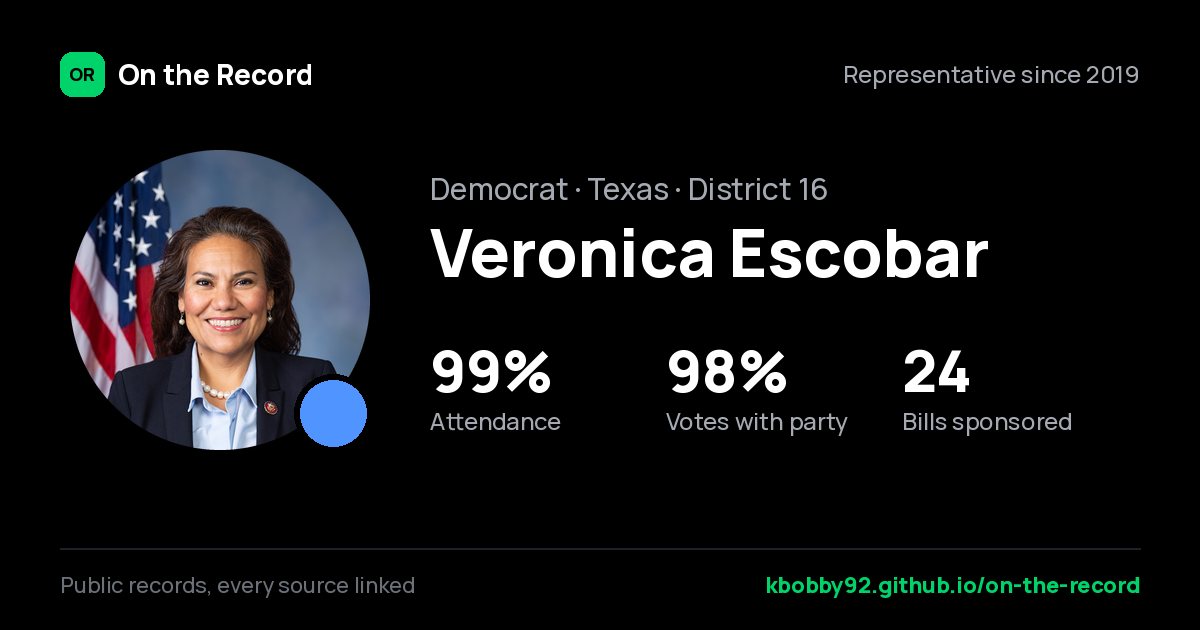 OR On the Record
Representative since 2019
Democrat · Texas · District 16
Veronica Escobar
99% 98% 24
Attendance Votes with party Bills sponsored
Public records, every source linked
kbobby92.github.io/on-the-record